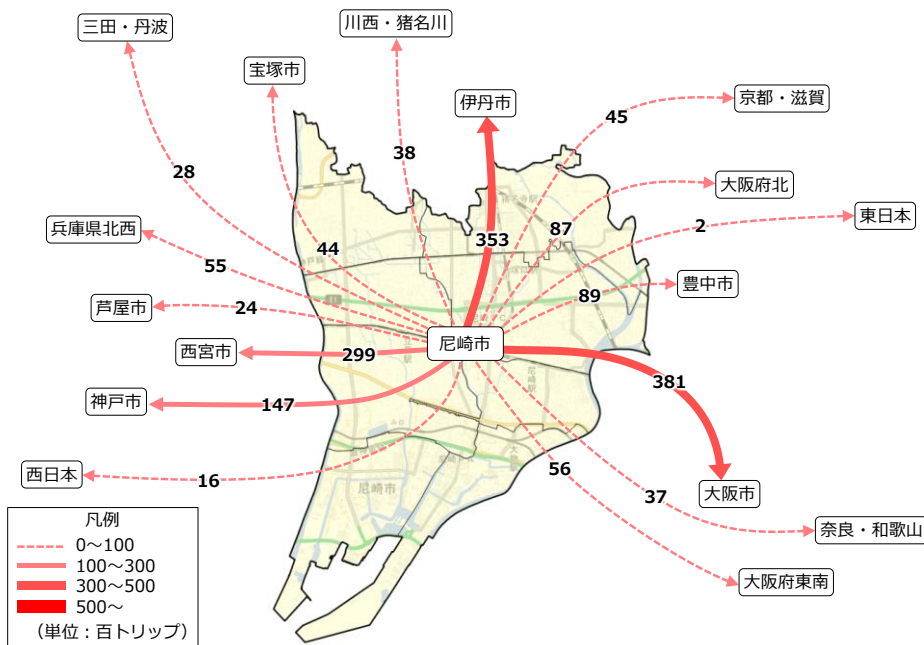 川西・猪名川
三田・丹波
宝塚市
伊丹市
京都・滋賀
45
38
28
大阪府北
東日本
兵庫県北西
353
87
2
44
55
豊中市
89
芦屋市
24
尼崎市
西宮市
299
381
神戸市
147
西日本
16
56
37
大阪市
尼崎市
奈良・和歌山
大阪府東南
凡例
0～100
100～300
300～500
500～
（単位：百トリップ）